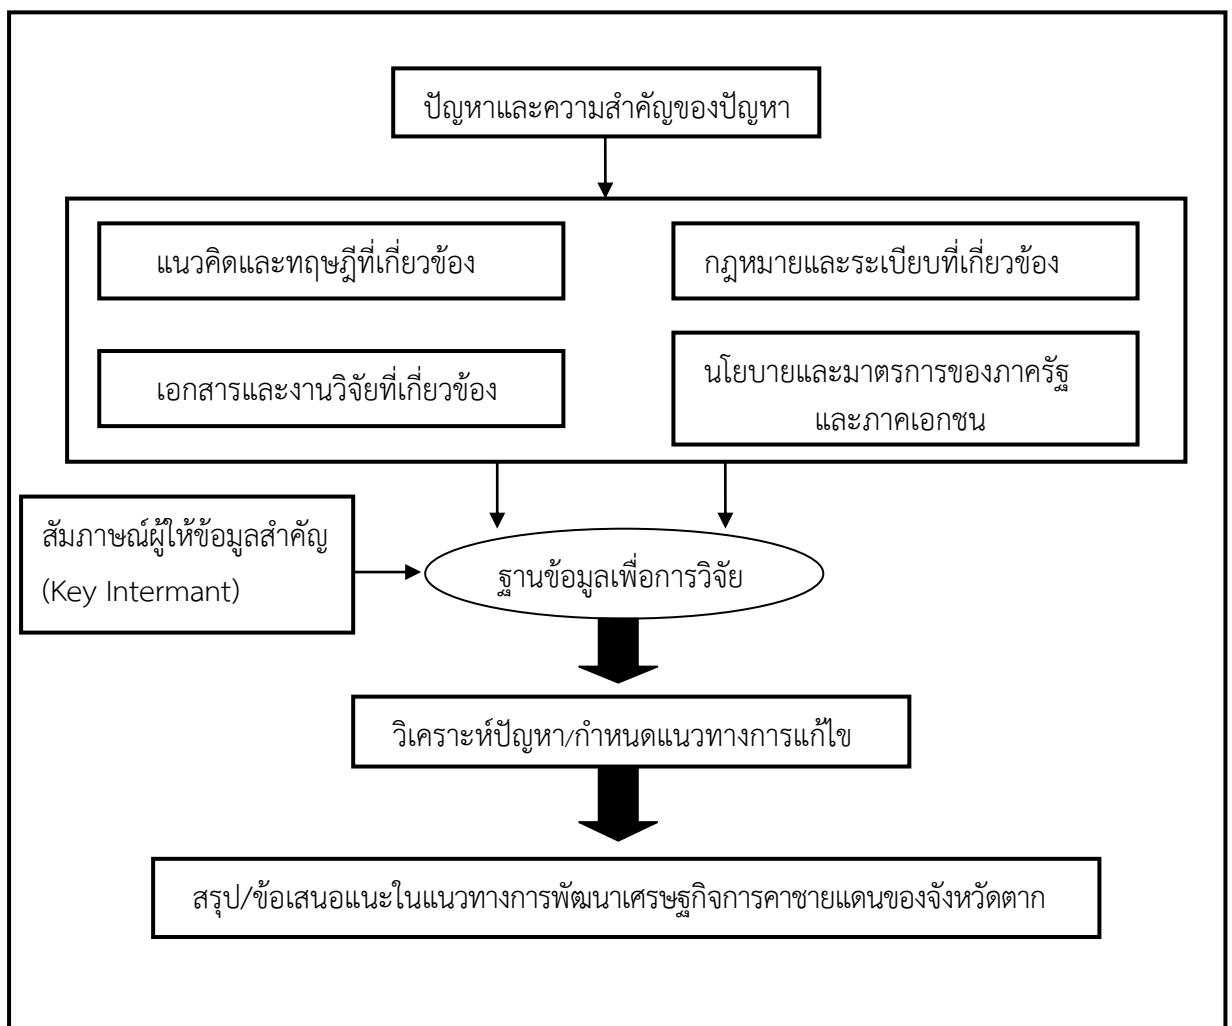 ปัญหาและความสำคัญของปัญหา
แนวคิดและทฤษฎีที่เกี่ยวข้อง
กฎหมายและระเบียบที่เกี่ยวข้อง
เอกสารและงานวิจัยที่เกี่ยวข้อง
นโยบายและมาตรการของภาครัฐ
และภาคเอกชน
สัมภาษณ์ผู้ให้ข้อมูลสำคัญ
(Key Intermant)
ฐานข้อมูลเพื่อการวิจัย
วิเคราะห์ปัญหา/กำหนดแนวทางการแก้ไข
สรุป/ข้อเสนอแนะในแนวทางการพัฒนาเศรษฐกิจการคาชายแดนของจังหวัดตาก